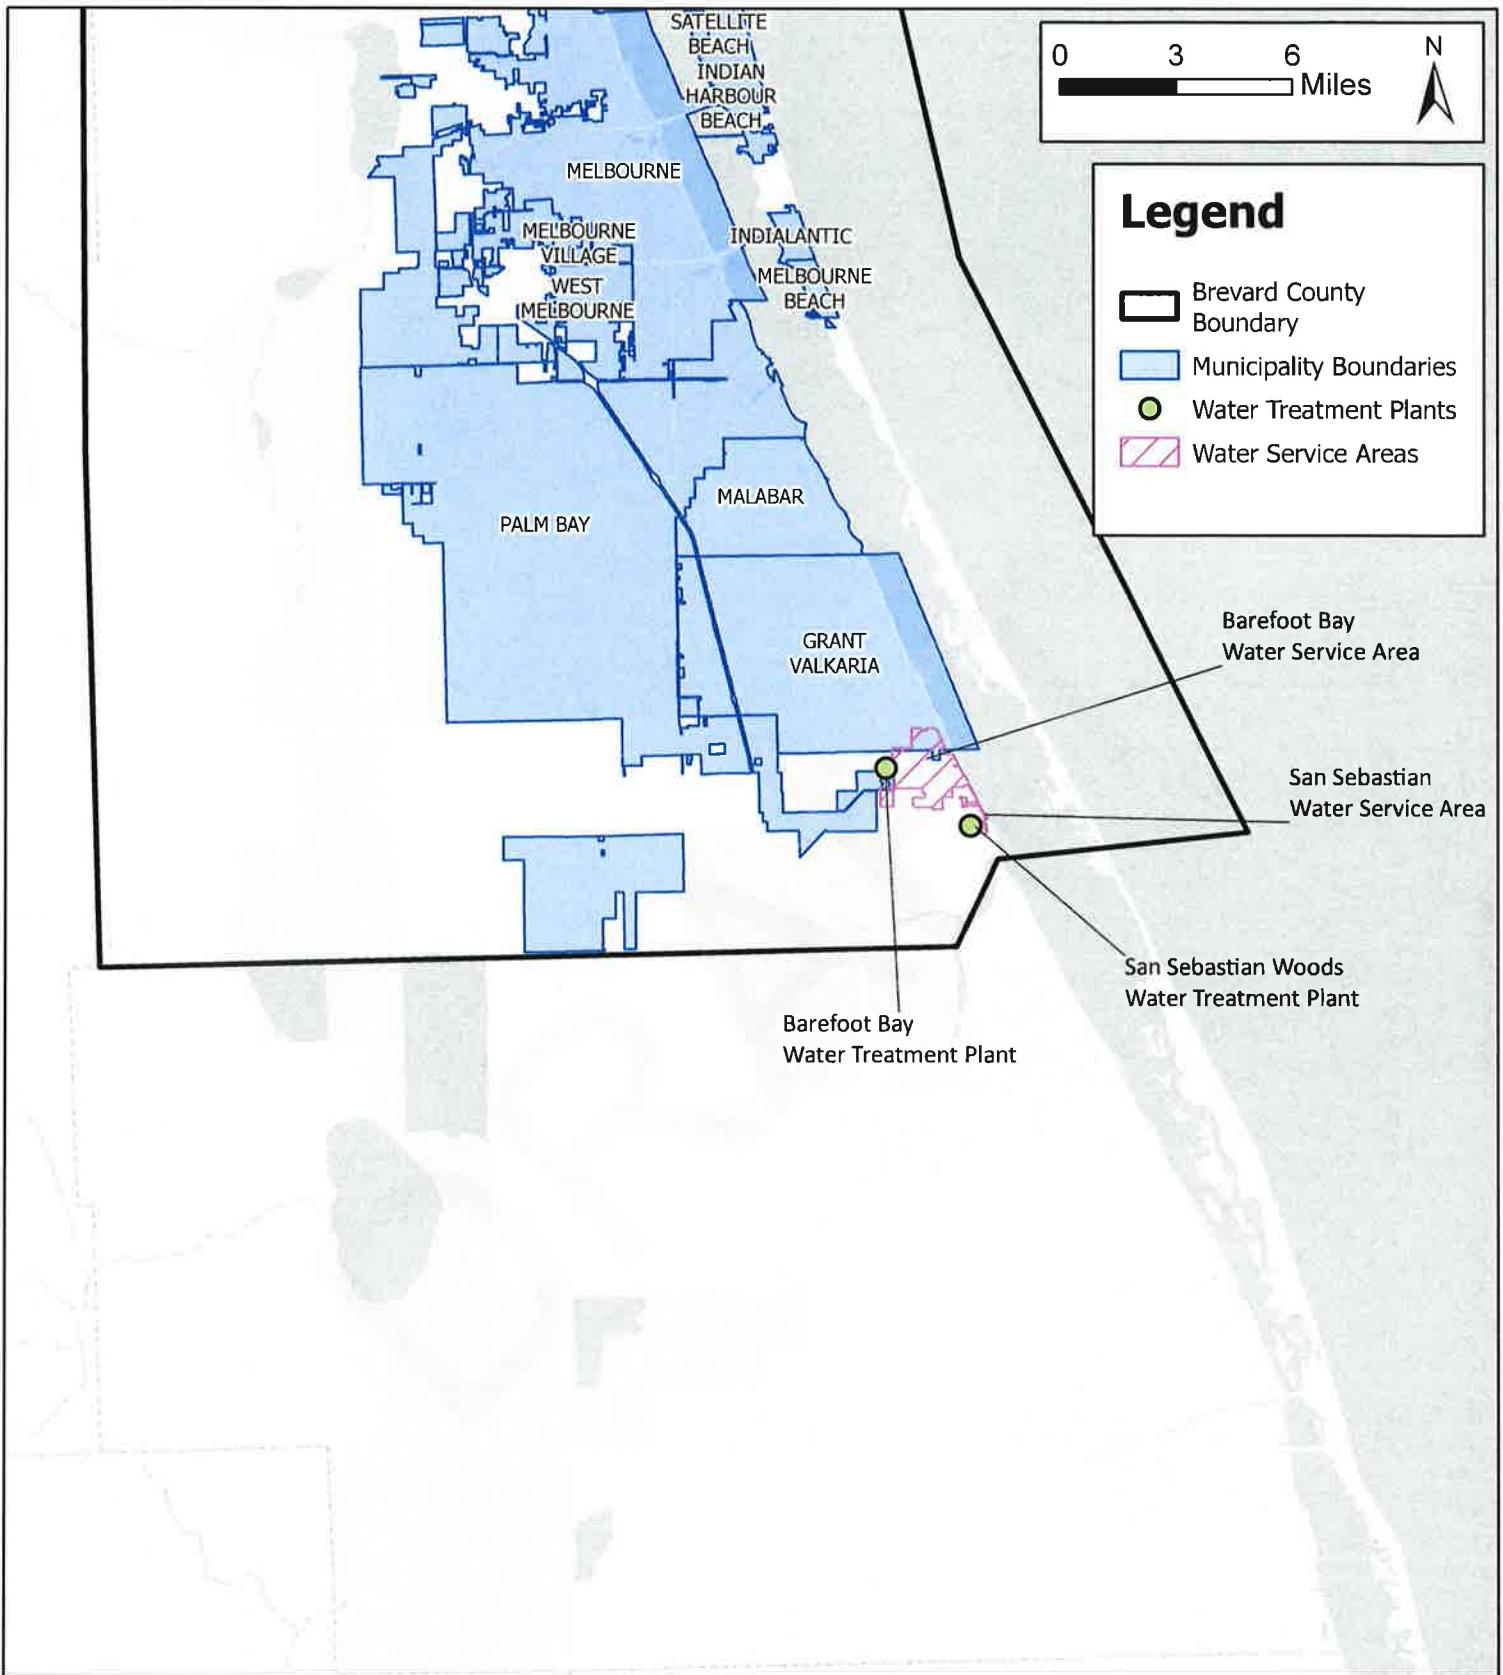 SATELLITE
BEACH
INDIAN
HARBOUR
BEACH
MELBOURNE
MELBOURNE
VILLAGE
WEST
MELBOURNE
INDIALANTIC
MELBOURNE
BEACH
PALM BAY
MALABAR
GRANT
VALKARIA
0 3 6
Miles
N
Legend
Brevard County
Boundary
Municipality Boundaries
Water Treatment Plants
Water Service Areas
Barefoot Bay
Water Service Area
San Sebastian
Water Service Area
San Sebastian Woods
Water Treatment Plant
Barefoot Bay
Water Treatment Plant